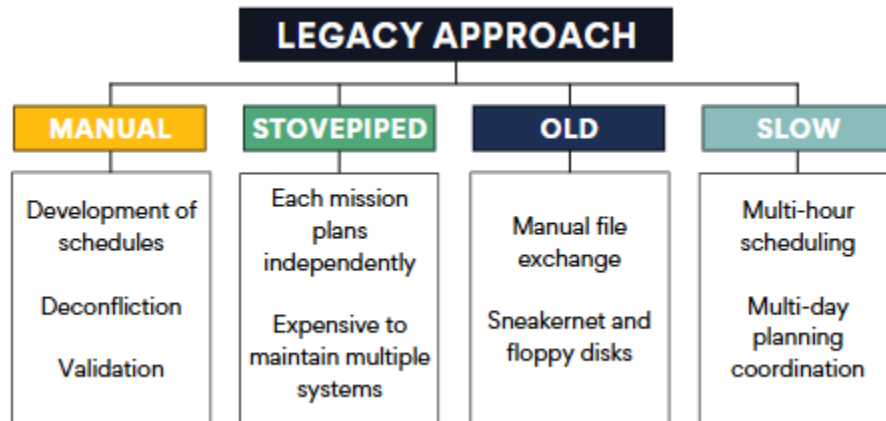 LEGACY APPROACH
MANUAL
Development of
schedules
Deconfliction
Validation
STOVEPIPED
Each mission
plans
independently
Expensive to
maintain multiple
systems
OLD
Manual file
exchange
Sneakernet and
floppy disks
SLOW
Multi-hour
scheduling
Multi-day
planning
coordination